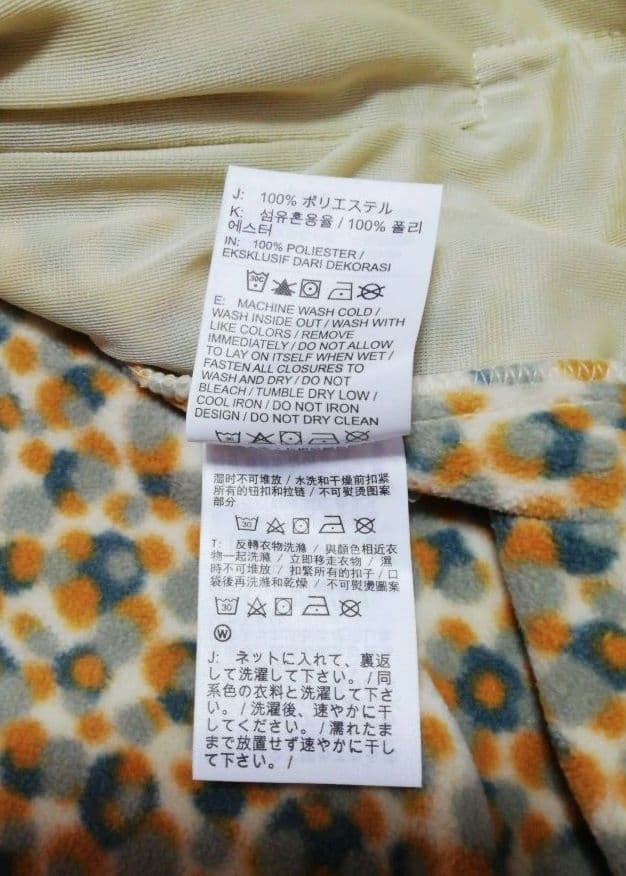 J: 100% ポリエステル
K: 섬유혼용율 / 100% 폴리
에스터
IN: 100% POLIESTER /
EKSKLUSIF DARI DEKORASI
30C
E: MACHINE WASH COLD /
WASH INSIDE OUT / WASH WITH
LIKE COLORS / REMOVE
IMMEDIATELY / DO NOT ALLOW
TO LAY ON ITSELF WHEN WET /
FASTEN ALL CLOSURES TO
WASH AND DRY / DO NOT
BLEACH / TUMBLE DRY LOW /
COOL IRON / DO NOT IRON
DESIGN / DO NOT DRY CLEAN
湿时不可堆放 / 水洗和干燥前扣紧
所有的钮扣和拉链 / 不可熨烫图案
部分
30
T: 反轉衣物洗滌 / 與顏色相近衣
物一起洗滌 / 立即移走衣物 / 濕
時不可堆放 / 扣緊所有的扣子 / 口
袋後再洗滌和乾燥 / 不可熨燙圖案
30
W
J: ネットに入れて、裏返
して洗濯して下さい。 / 同
系色の衣料と洗濯して下さ
い。 / 洗濯後、速やかに干
してください。 / 濡れたま
まで放置せず速やかに干し
て下さい。 /